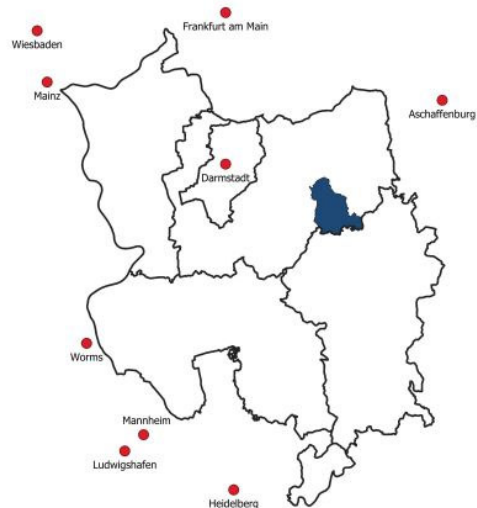 Frankfurt am Main
Wiesbaden
Mainz
Aschaffenburg
Darmstadt
Worms
Mannheim
Ludwigshafen
Heidelberg